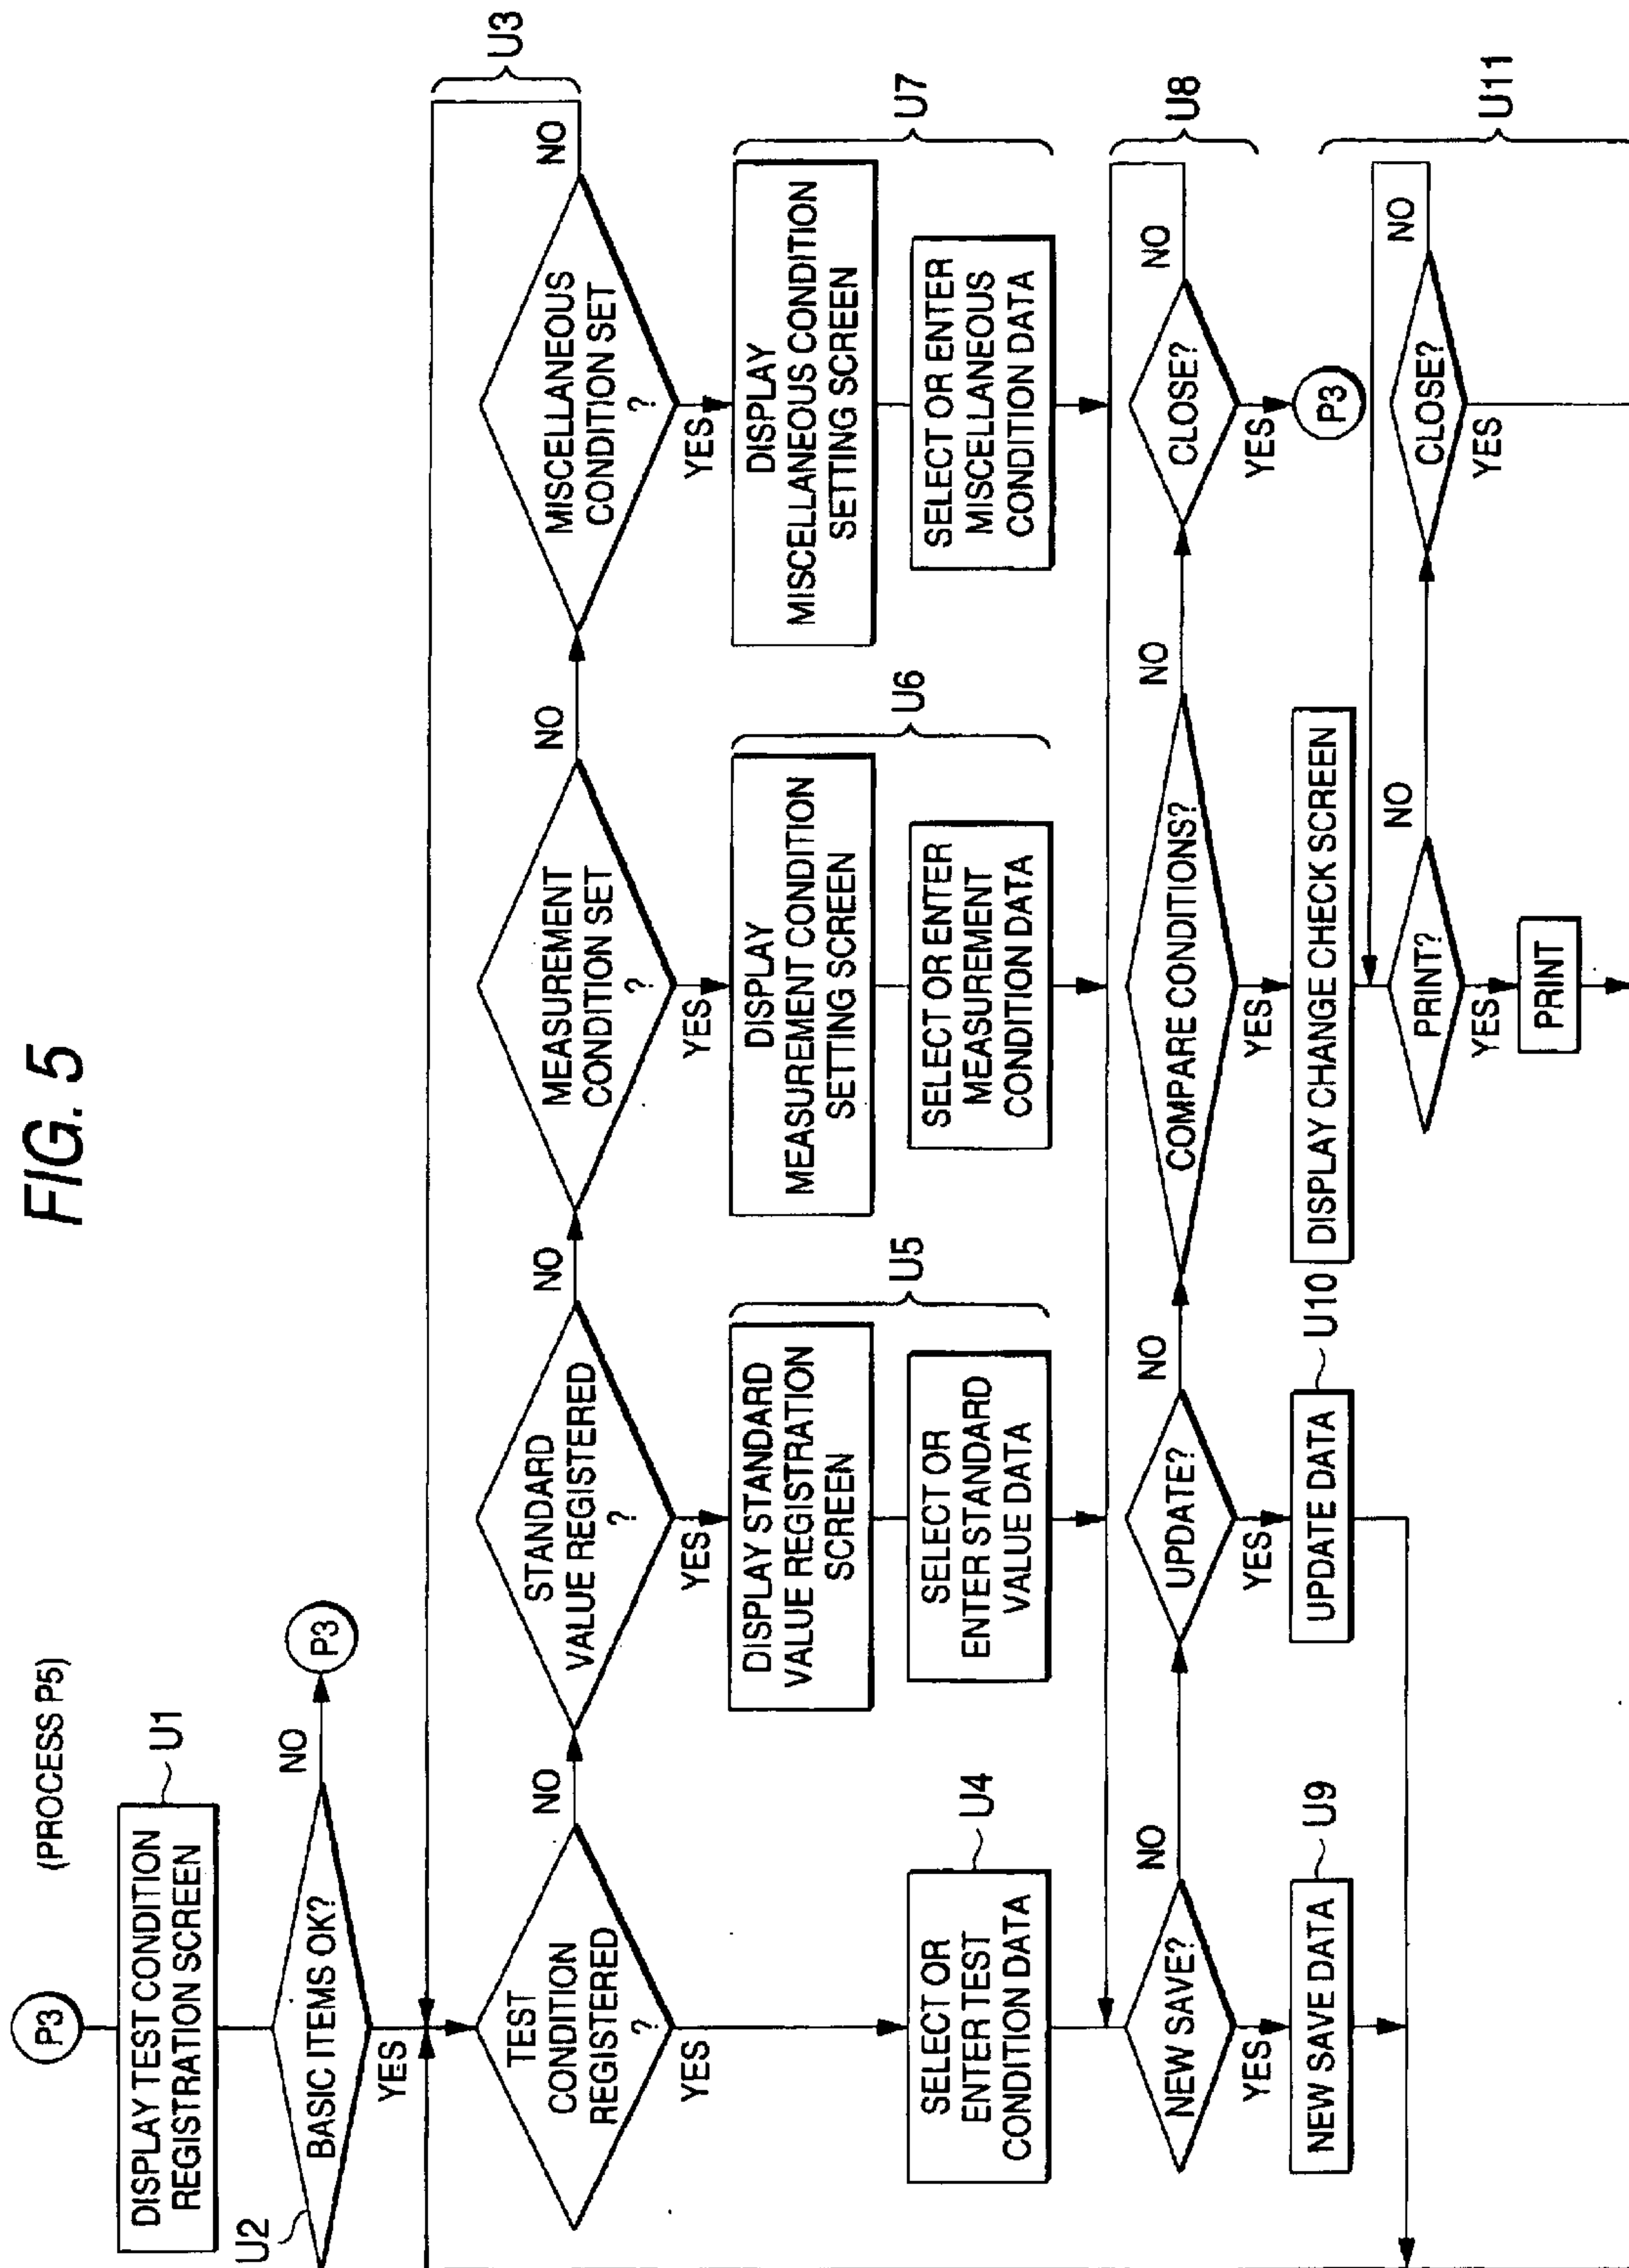 FIG. 5
(PROCESS P5)
P3
DISPLAY TEST CONDITION
REGISTRATION SCREEN
U1
U2
BASIC ITEMS OK?
NO
P3
YES
U3
TEST
CONDITION
REGISTERED
?
NO
STANDARD
VALUE REGISTERED
?
NO
MEASUREMENT
CONDITION SET
?
NO
MISCELLANEOUS
CONDITION SET
?
NO
YES
YES
YES
YES
DISPLAY STANDARD
VALUE REGISTRATION
SCREEN
DISPLAY
MEASUREMENT CONDITION
SETTING SCREEN
DISPLAY
MISCELLANEOUS CONDITION
SETTING SCREEN
U4
U5
U6
U7
SELECT OR
ENTER TEST
CONDITION DATA
SELECT OR
ENTER STANDARD
VALUE DATA
SELECT OR ENTER
MEASUREMENT
CONDITION DATA
SELECT OR ENTER
MISCELLANEOUS
CONDITION DATA
NEW SAVE?
NO
UPDATE?
NO
COMPARE CONDITIONS?
NO
CLOSE?
NO
U8
YES
YES
YES
YES
NEW SAVE DATA
U9
UPDATE DATA
U10
DISPLAY CHANGE CHECK SCREEN
P3
PRINT?
NO
CLOSE?
NO
U11
YES
YES
PRINT